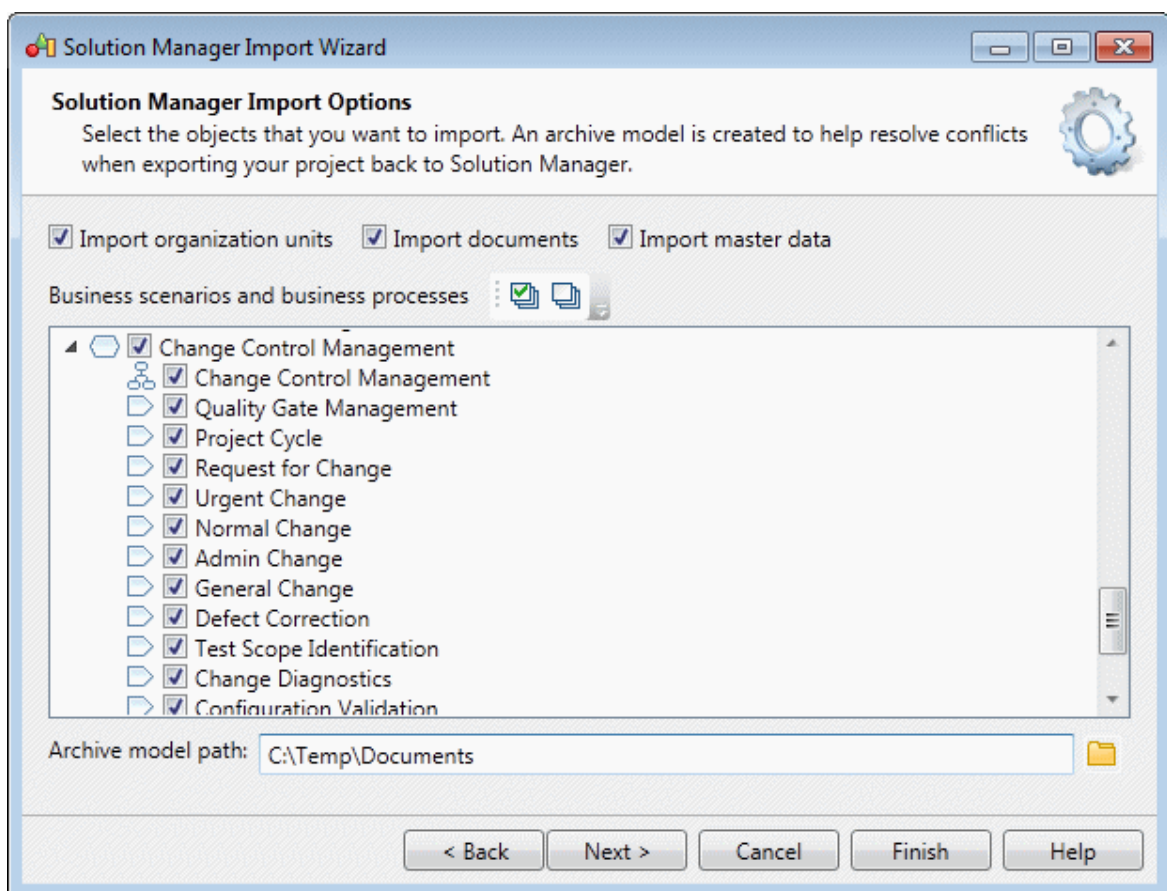 Solution Manager Import Wizard
Solution Manager Import Options
Select the objects that you want to import. An archive model is created to help resolve conflicts
when exporting your project back to Solution Manager.
Import organization units Import documents Import master data
Business scenarios and business processes
Change Control Management
Change Control Management
Quality Gate Management
Project Cycle
Request for Change
Urgent Change
Normal Change
Admin Change
General Change
Defect Correction
Test Scope Identification
Change Diagnostics
Configuration Validation
Archive model path: C:\Temp\Documents
< Back Next > Cancel Finish Help